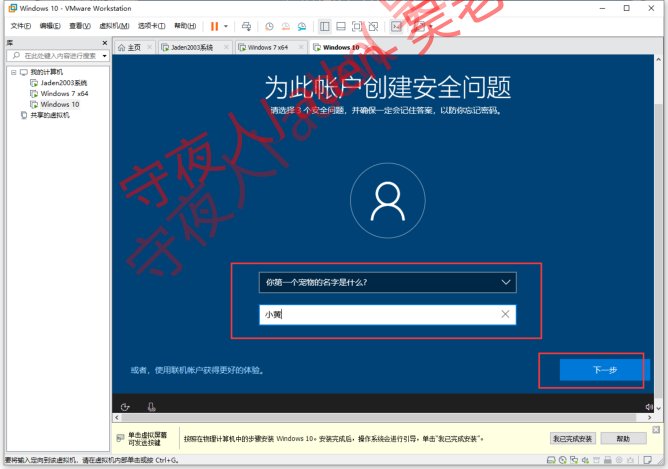 Windows 10 - VMware Workstation
文件(F) 编辑(E) 查看(V) 虚拟机(M) 选项卡(T) 帮助(H)
库
在此处键入内容进行搜索
我的计算机
Jaden2003系统
Windows 7 x64
Windows 10
共享的虚拟机
主页 Jaden2003系统 Windows 7 x64 Windows 10
为此帐户创建安全问题
请选择 3 个安全问题，并确保一定会记住答案，以防你忘记密码。
你第一个宠物的名字是什么?
小黄
或者，使用联机帐户获得更好的体验。
下一步
单击虚拟屏幕
可发送按键
按照在物理计算机中的步骤安装 Windows 10。安装完成后，操作系统会进行引导，单击“我已完成安装”。
我已完成安装 帮助
要将输入定向到该虚拟机，请在虚拟机内部单击或按 Ctrl+G。
守夜人/Jaden 吴老
守夜人/Jaden